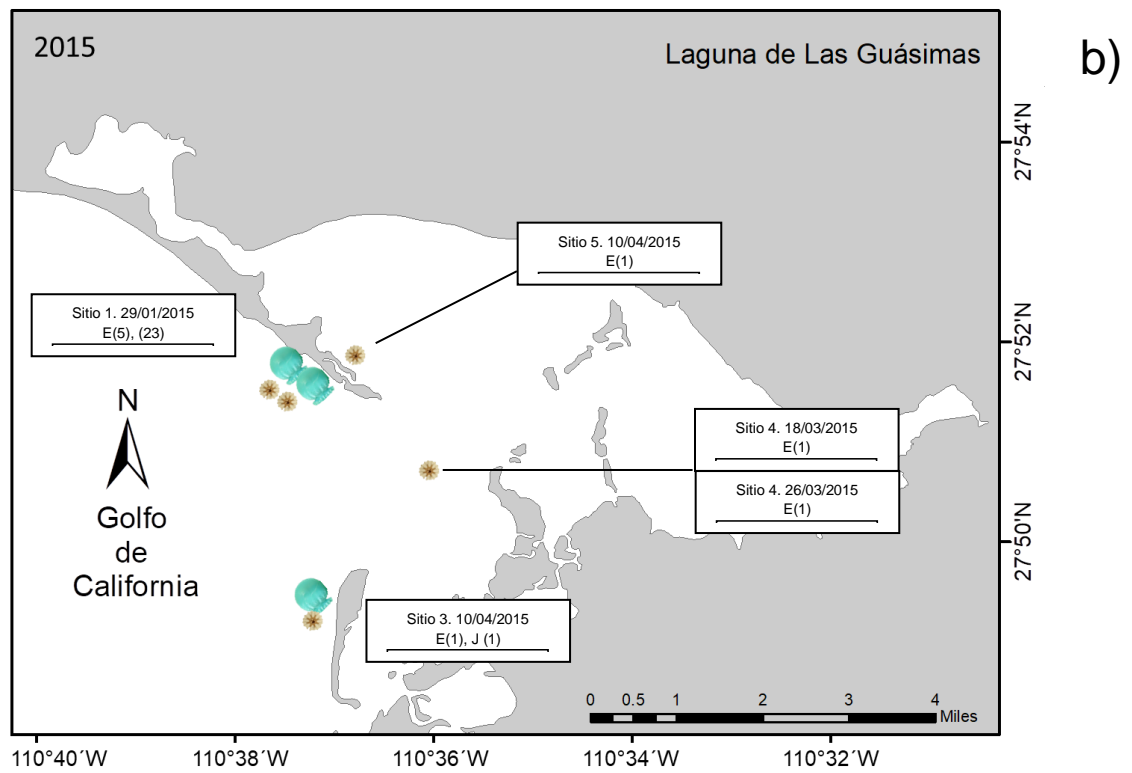 2015
Laguna de Las Guásimas
b)
27°54'N
Sitio 5. 10/04/2015
E(1)
Sitio 1. 29/01/2015
E(5), (23)
27°52'N
N
Sitio 4. 18/03/2015
E(1)
Sitio 4. 26/03/2015
E(1)
Golfo
de
California
27°50'N
Sitio 3. 10/04/2015
E(1), J (1)
0 0.5 1 2 3 4
Miles
110°40´W 110°38´W 110°36´W 110°34´W 110°32´W